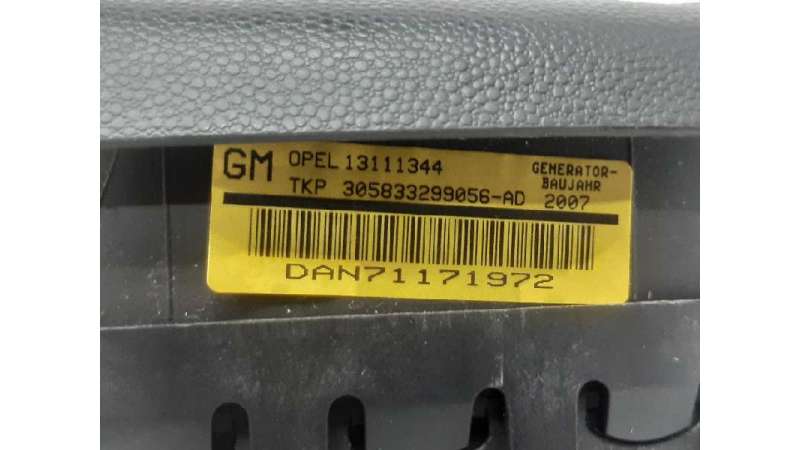 GM OPEL 13111344 GENERATOR-
BAUJAHR
TKP 305833299056-AD 2007
DAN71171972